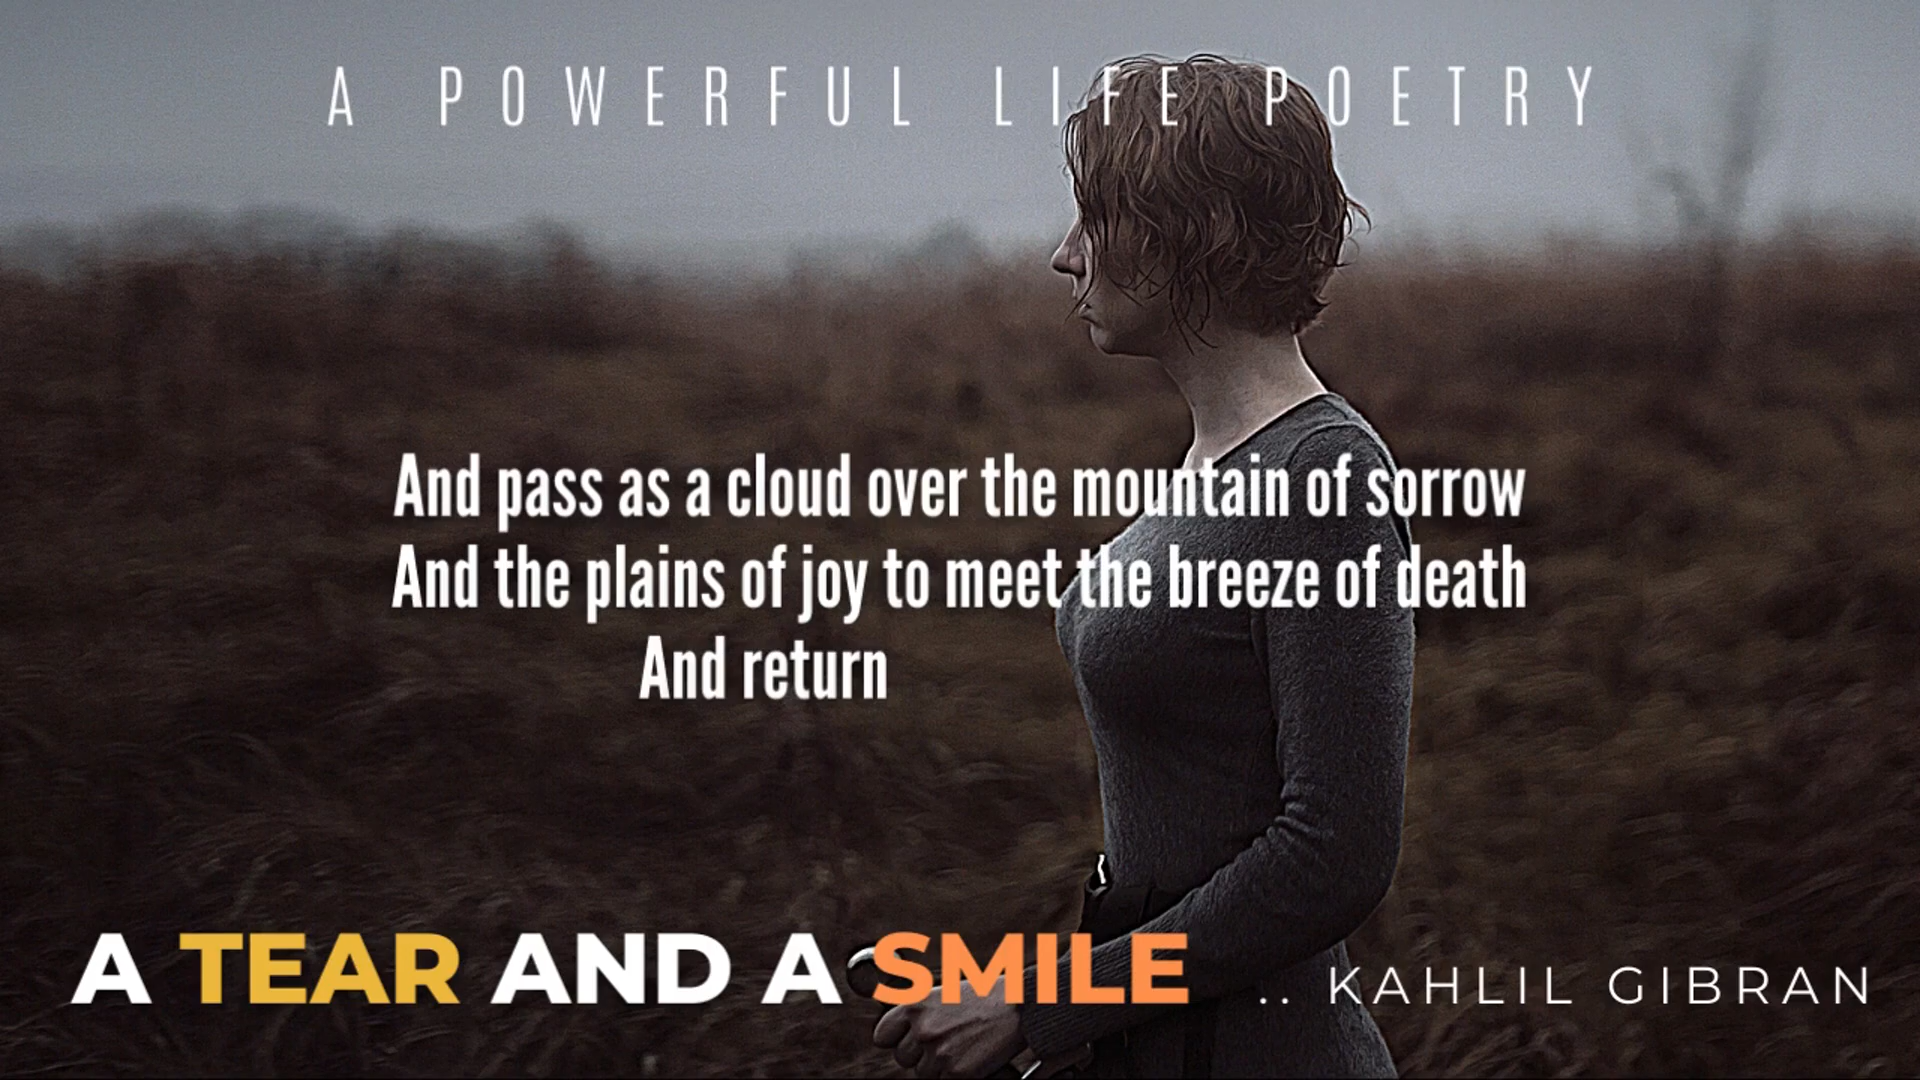 A POWERFUL LIFE POETRY
And pass as a cloud over the mountain of sorrow
And the plains of joy to meet the breeze of death
And return
A TEAR AND A SMILE .. KAHLIL GIBRAN